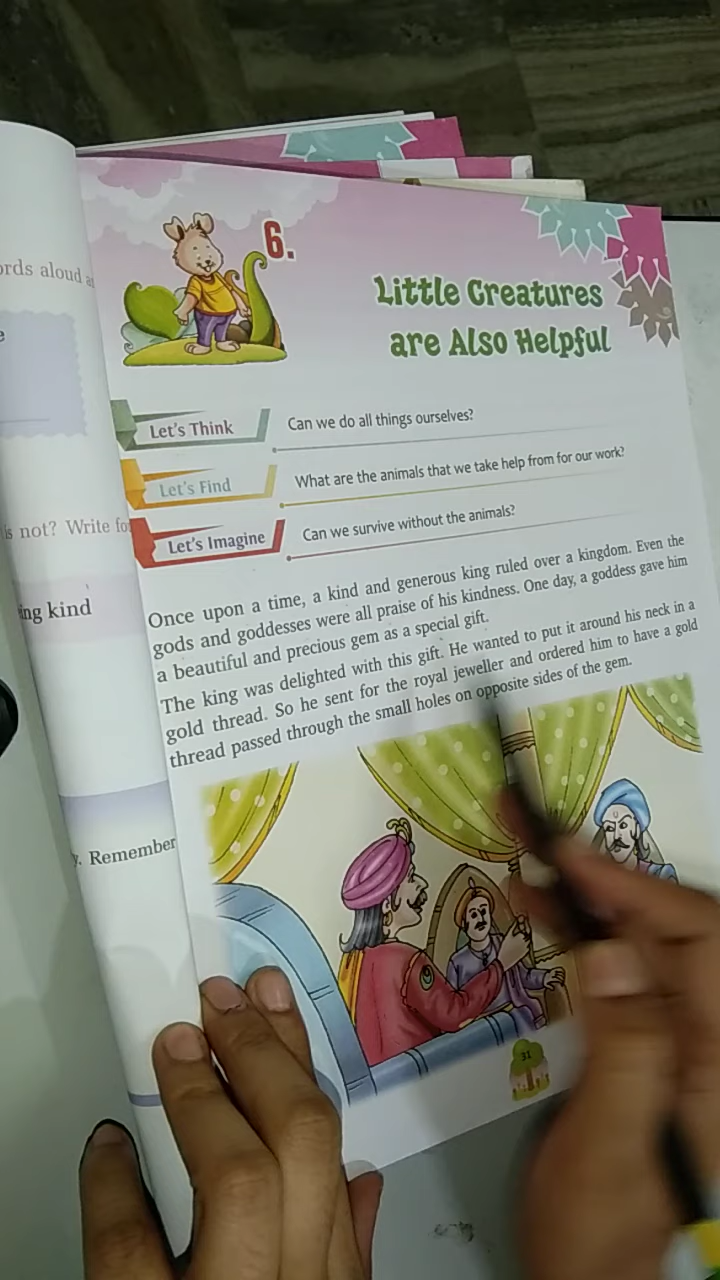 ords aloud a
e
is not? Write fo
ing kind
y. Remember
6.
Little Creatures
are Also Helpful
Let's Think
Can we do all things ourselves?
Let's Find
What are the animals that we take help from for our work?
Let's Imagine
Can we survive without the animals?
Once upon a time, a kind and generous king ruled over a kingdom. Even the
gods and goddesses were all praise of his kindness. One day, a goddess gave him
a beautiful and precious gem as a special gift.
The king was delighted with this gift. He wanted to put it around his neck in a
gold thread. So he sent for the royal jeweller and ordered him to have a gold
thread passed through the small holes on opposite sides of the gem.
31